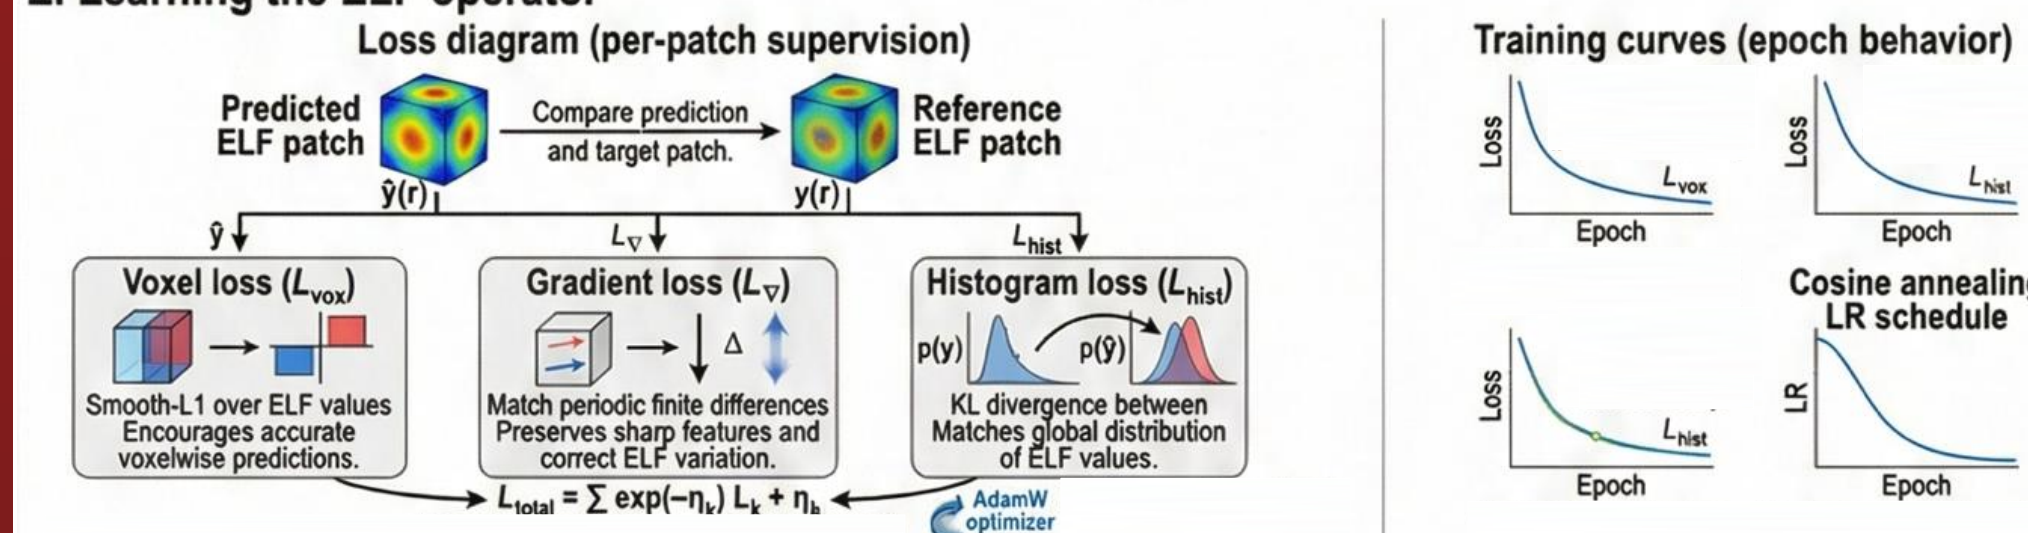 Loss diagram (per-patch supervision)
Predicted
ELF patch
Compare prediction
and target patch.
Reference
ELF patch
ŷ(r)
y(r)
ŷ
L∇
Lhist
Voxel loss (Lvox)
Smooth-L1 over ELF values
Encourages accurate
voxelwise predictions.
Gradient loss (L∇)
Δ
Match periodic finite differences
Preserves sharp features and
correct ELF variation.
Histogram loss (Lhist)
p(y)
p(ŷ)
KL divergence between
Matches global distribution
of ELF values.
Ltotal = Σ exp(−ηk) Lk + ηk
AdamW
optimizer
Training curves (epoch behavior)
Loss
Lvox
Epoch
Loss
Lhist
Epoch
Loss
Lhist
Epoch
Cosine annealing
LR schedule
LR
Epoch